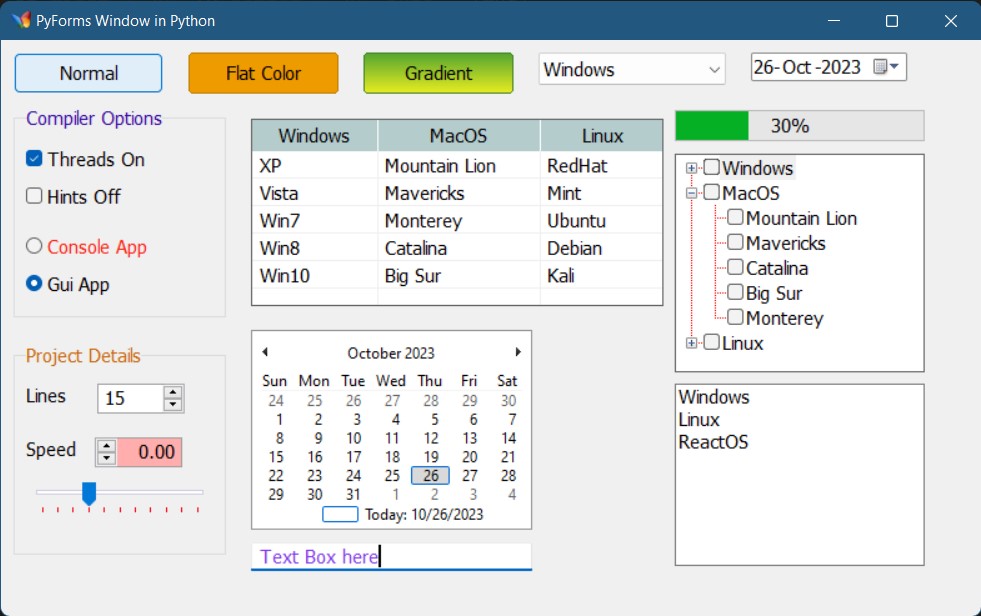 PyForms Window in Python
Normal
Flat Color
Gradient
Windows
26-Oct -2023
Compiler Options
Threads On
Hints Off
Console App
Gui App
Project Details
Lines
15
Speed
0.00
Windows MacOS Linux
XP Mountain Lion RedHat
Vista Mavericks Mint
Win7 Monterey Ubuntu
Win8 Catalina Debian
Win10 Big Sur Kali
October 2023
Sun Mon Tue Wed Thu Fri Sat
24 25 26 27 28 29 30
1 2 3 4 5 6 7
8 9 10 11 12 13 14
15 16 17 18 19 20 21
22 23 24 25 26 27 28
29 30 31 1 2 3 4
Today: 10/26/2023
Text Box here
30%
Windows
MacOS
Mountain Lion
Mavericks
Catalina
Big Sur
Monterey
Linux
Windows
Linux
ReactOS